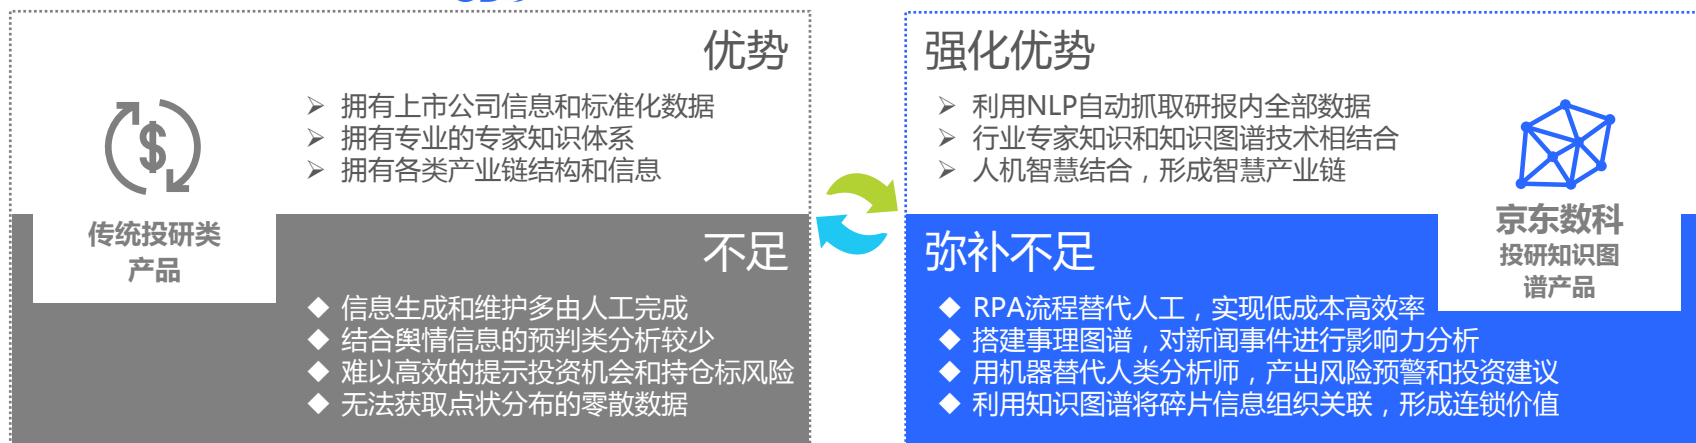 优势
➢ 拥有上市公司信息和标准化数据
➢ 拥有专业的专家知识体系
➢ 拥有各类产业链结构和信息
传统投研类
产品
不足
◆ 信息生成和维护多由人工完成
◆ 结合舆情信息的预判类分析较少
◆ 难以高效的提示投资机会和持仓标风险
◆ 无法获取点状分布的零散数据
强化优势
➢ 利用NLP自动抓取研报内全部数据
➢ 行业专家知识和知识图谱技术相结合
➢ 人机智慧结合，形成智慧产业链
京东数科
投研知识图
谱产品
弥补不足
◆ RPA流程替代人工，实现低成本高效率
◆ 搭建事理图谱，对新闻事件进行影响力分析
◆ 用机器替代人类分析师，产出风险预警和投资建议
◆ 利用知识图谱将碎片信息组织关联，形成连锁价值